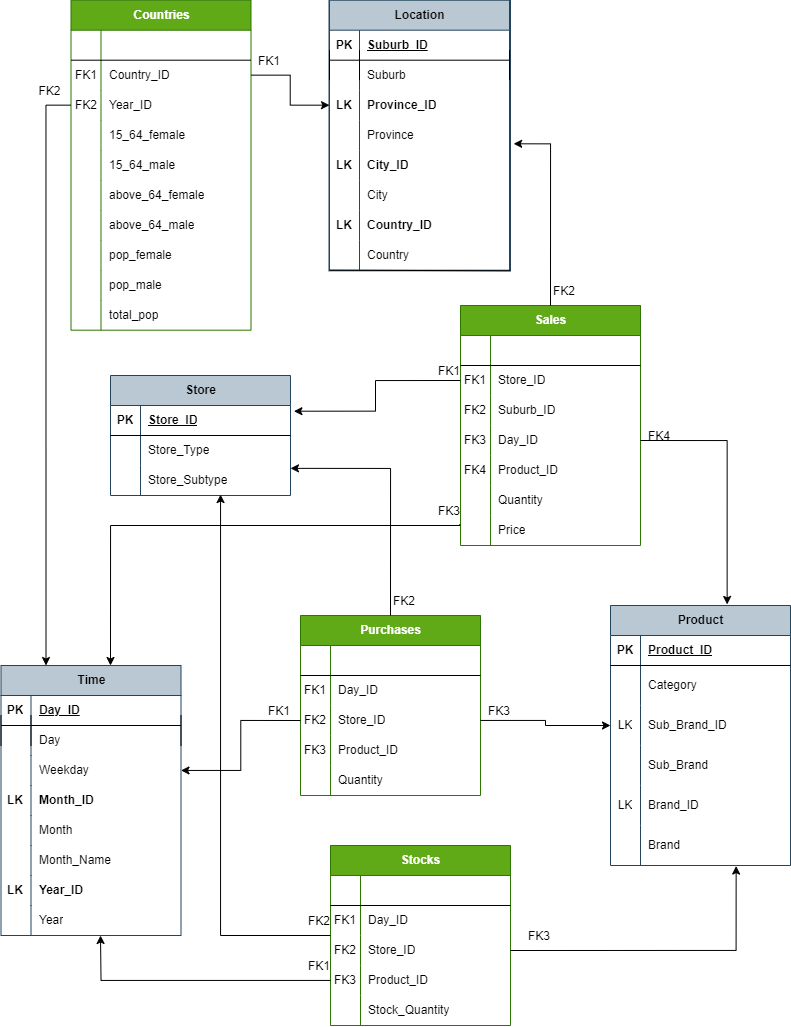 Countries
FK1 Country_ID
FK2 Year_ID
15_64_female
15_64_male
above_64_female
above_64_male
pop_female
pop_male
total_pop
FK1
FK2
Location
PK Suburb_ID
Suburb
LK Province_ID
Province
LK City_ID
City
LK Country_ID
Country
FK2
Sales
FK1 Store_ID
FK2 Suburb_ID
FK3 Day_ID
FK4 Product_ID
Quantity
Price
FK1
FK4
FK3
Store
PK Store_ID
Store_Type
Store_Subtype
FK2
Purchases
FK1 Day_ID
FK2 Store_ID
FK3 Product_ID
Quantity
FK1
FK3
Product
PK Product_ID
Category
LK Sub_Brand_ID
Sub_Brand
LK Brand_ID
Brand
Time
PK Day_ID
Day
Weekday
LK Month_ID
Month
Month_Name
LK Year_ID
Year
Stocks
FK1 Day_ID
FK2 Store_ID
FK3 Product_ID
Stock_Quantity
FK2
FK1
FK3